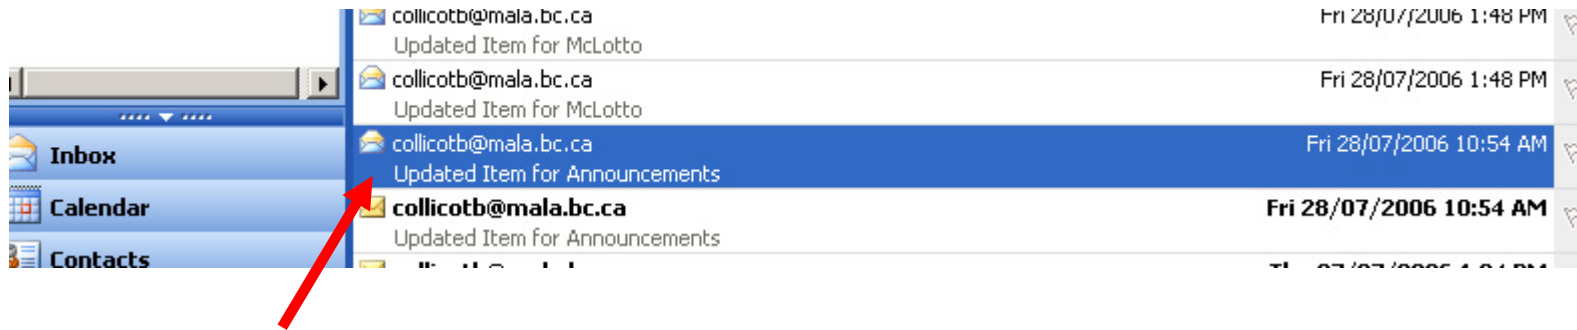 collicotb@mala.bc.ca Fri 28/07/2006 1:48 PM
Updated Item for McLotto
collicotb@mala.bc.ca Fri 28/07/2006 1:48 PM
Updated Item for McLotto
collicotb@mala.bc.ca Fri 28/07/2006 10:54 AM
Updated Item for Announcements
collicotb@mala.bc.ca Fri 28/07/2006 10:54 AM
Updated Item for Announcements
Inbox
Calendar
Contacts